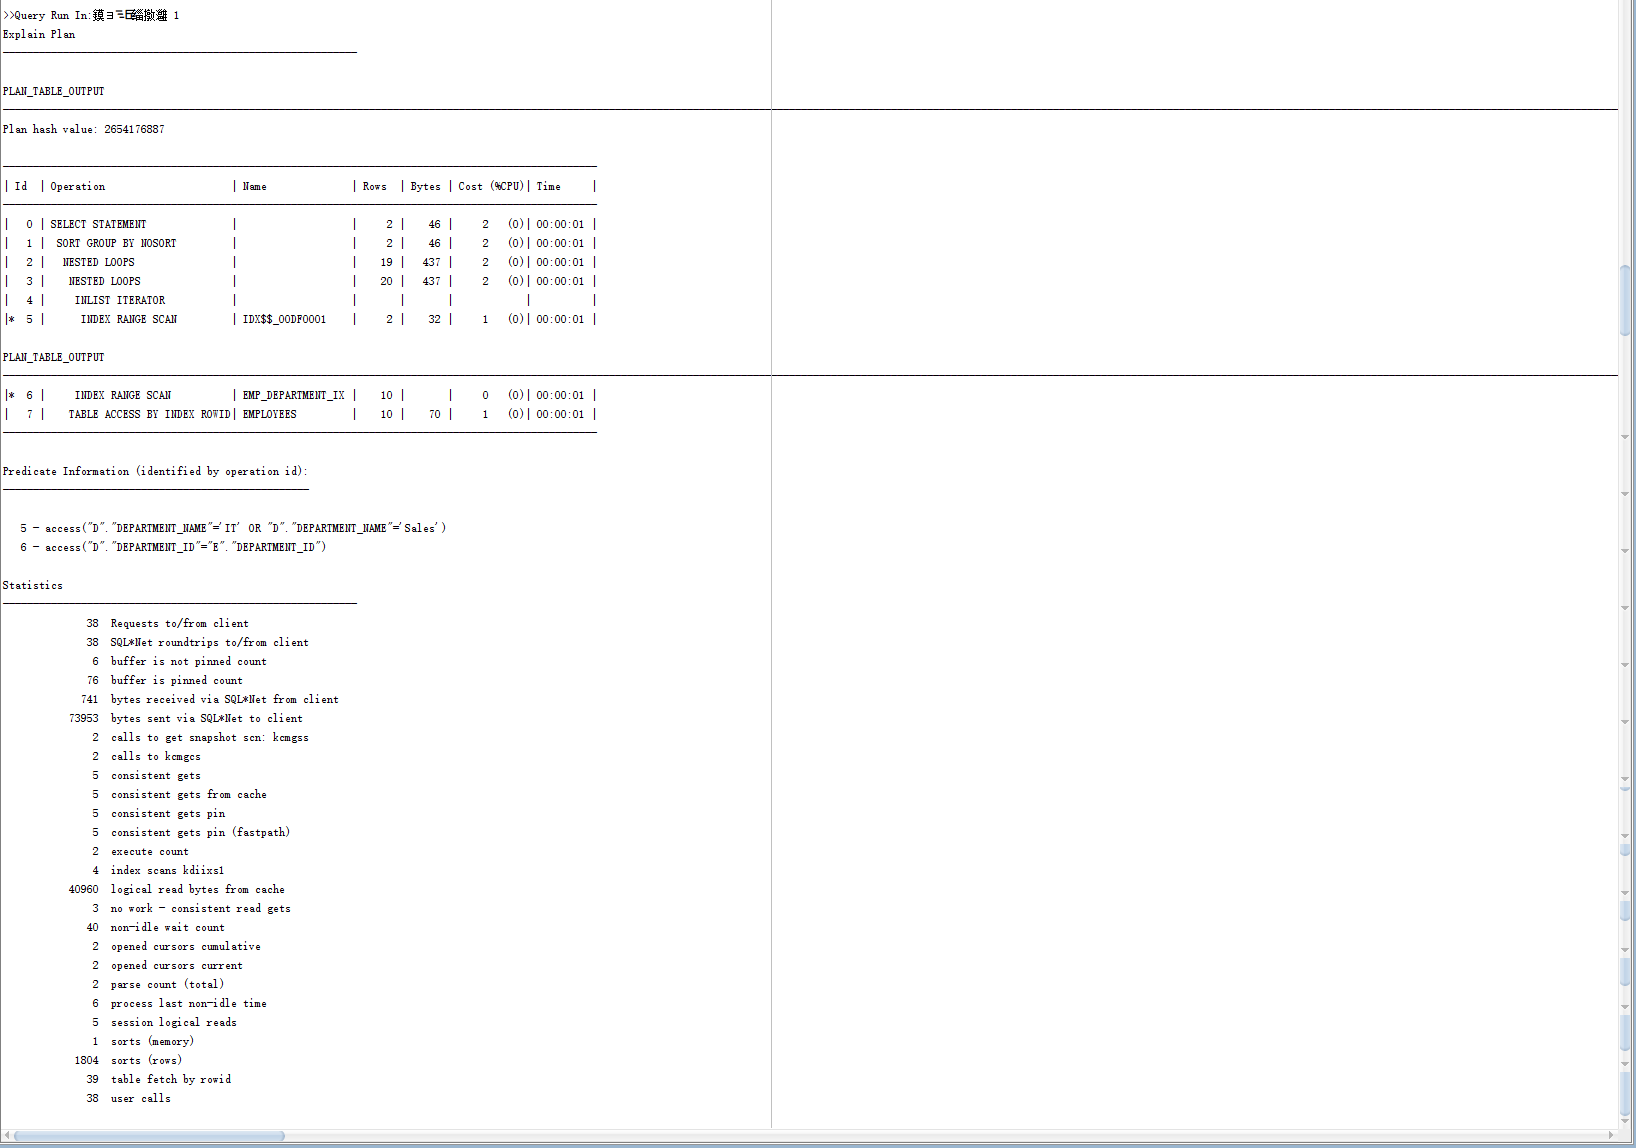 >>Query Run In: 1
Explain Plan
PLAN_TABLE_OUTPUT
Plan hash value: 2654176887
| Id | Operation | Name | Rows | Bytes | Cost (%CPU)| Time |
| 0 | SELECT STATEMENT | | 2 | 46 | 2 (0)| 00:00:01 |
| 1 | SORT GROUP BY NOSORT | | 2 | 46 | 2 (0)| 00:00:01 |
| 2 | NESTED LOOPS | | 19 | 437 | 2 (0)| 00:00:01 |
| 3 | NESTED LOOPS | | 20 | 437 | 2 (0)| 00:00:01 |
| 4 | INLIST ITERATOR | | | | | |
|* 5 | INDEX RANGE SCAN | IDX$$_00DF0001 | 2 | 32 | 1 (0)| 00:00:01 |
PLAN_TABLE_OUTPUT
|* 6 | INDEX RANGE SCAN | EMP_DEPARTMENT_IX | 10 | | 0 (0)| 00:00:01 |
| 7 | TABLE ACCESS BY INDEX ROWID| EMPLOYEES | 10 | 70 | 1 (0)| 00:00:01 |
Predicate Information (identified by operation id):
5 - access("D"."DEPARTMENT_NAME"='IT' OR "D"."DEPARTMENT_NAME"='Sales')
6 - access("D"."DEPARTMENT_ID"="E"."DEPARTMENT_ID")
Statistics
38 Requests to/from client
38 SQL*Net roundtrips to/from client
6 buffer is not pinned count
76 buffer is pinned count
741 bytes received via SQL*Net from client
73953 bytes sent via SQL*Net to client
2 calls to get snapshot scn: kcmgss
2 calls to kcmgcs
5 consistent gets
5 consistent gets from cache
5 consistent gets pin
5 consistent gets pin (fastpath)
2 execute count
4 index scans kdiixs1
40960 logical read bytes from cache
3 no work - consistent read gets
40 non-idle wait count
2 opened cursors cumulative
2 opened cursors current
2 parse count (total)
6 process last non-idle time
5 session logical reads
1 sorts (memory)
1804 sorts (rows)
39 table fetch by rowid
38 user calls